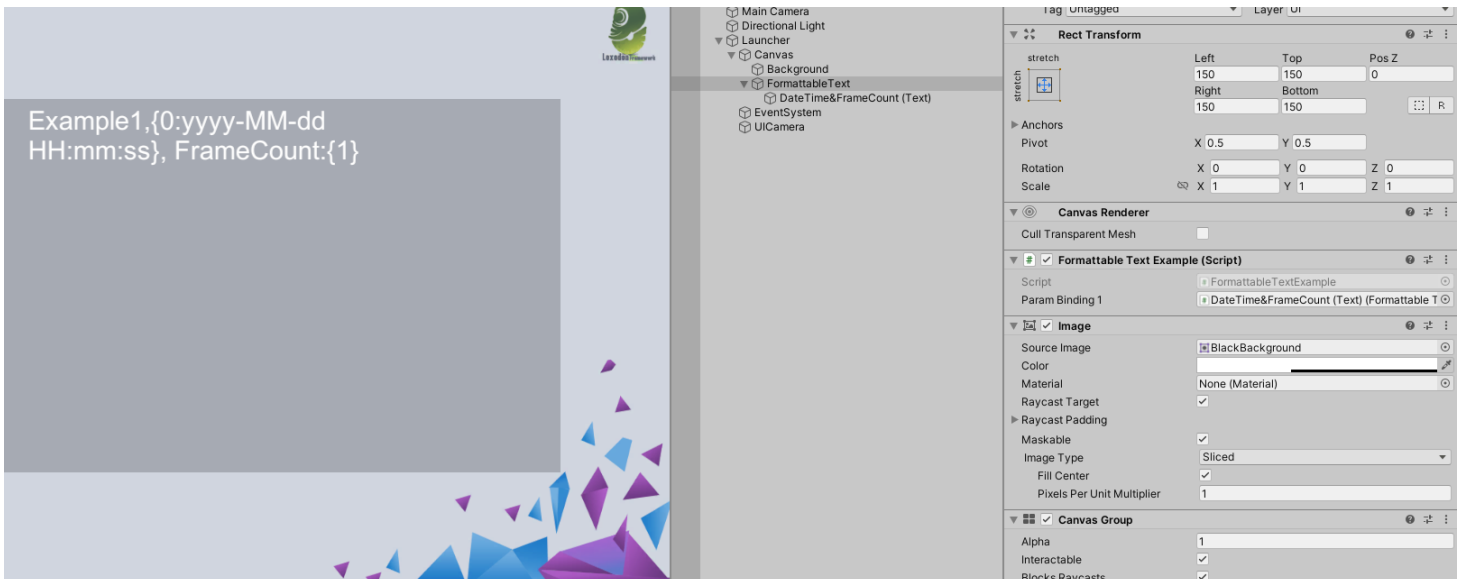 LoxodonFramework
Example1,{0:yyyy-MM-dd
HH:mm:ss}, FrameCount:{1}
Main Camera
Directional Light
Launcher
Canvas
Background
FormattableText
DateTime&FrameCount (Text)
EventSystem
UICamera
Tag Untagged Layer UI
Rect Transform
stretch
stretch
Left Top Pos Z
150 150 0
Right Bottom
150 150 R
Anchors
Pivot X 0.5 Y 0.5
Rotation X 0 Y 0 Z 0
Scale X 1 Y 1 Z 1
Canvas Renderer
Cull Transparent Mesh
# Formattable Text Example (Script)
Script # FormattableTextExample
Param Binding 1 # DateTime&FrameCount (Text) (Formattable T
Image
Source Image BlackBackground
Color
Material None (Material)
Raycast Target
Raycast Padding
Maskable
Image Type Sliced
Fill Center
Pixels Per Unit Multiplier 1
Canvas Group
Alpha 1
Interactable
Blocks Raycasts